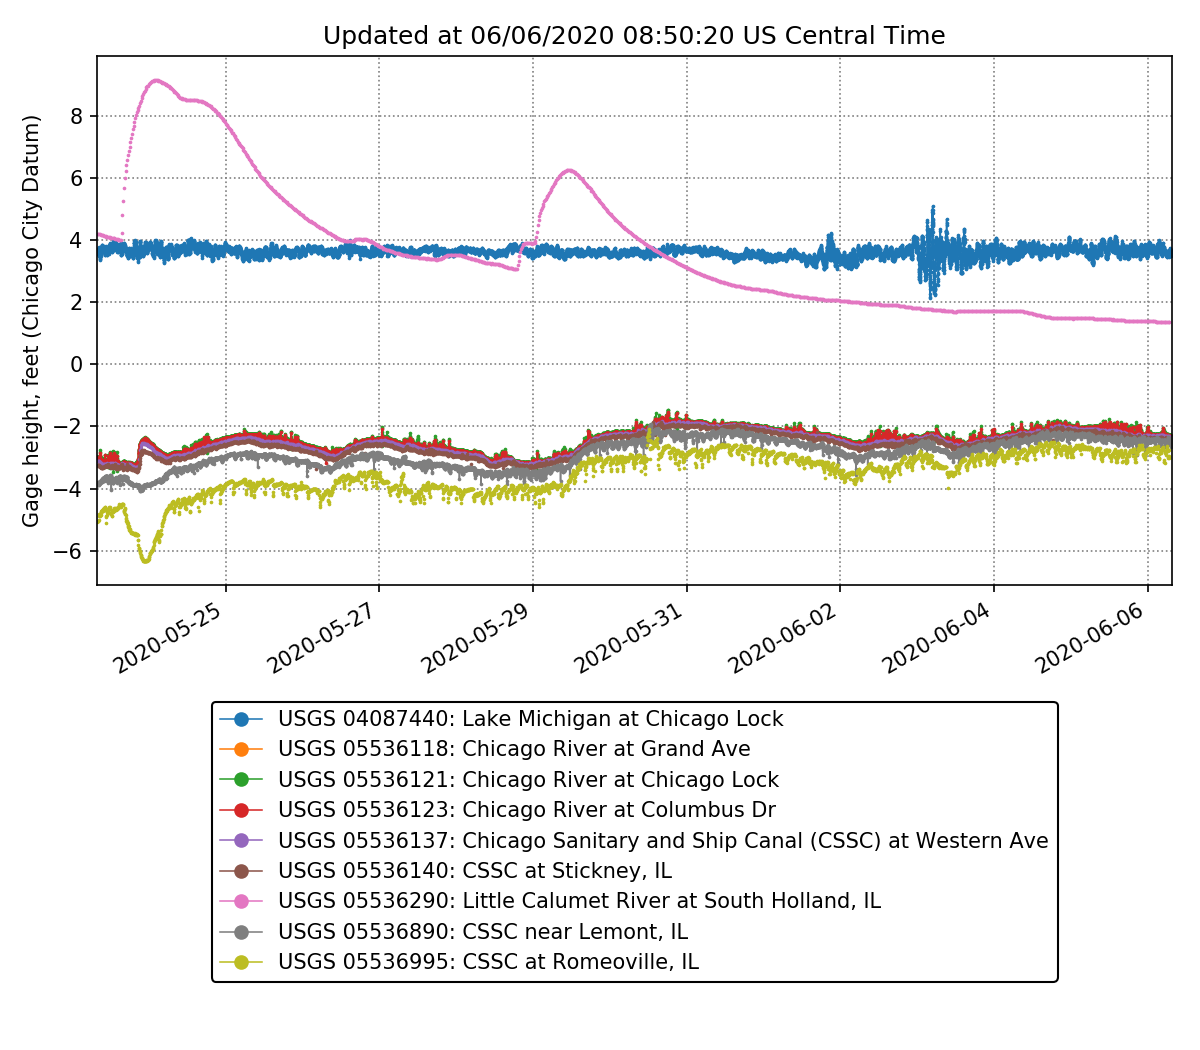 Updated at 06/06/2020 08:50:20 US Central Time
Gage height, feet (Chicago City Datum)
8
6
4
2
0
−2
−4
−6
2020-05-25
2020-05-27
2020-05-29
2020-05-31
2020-06-02
2020-06-04
2020-06-06
USGS 04087440: Lake Michigan at Chicago Lock
USGS 05536118: Chicago River at Grand Ave
USGS 05536121: Chicago River at Chicago Lock
USGS 05536123: Chicago River at Columbus Dr
USGS 05536137: Chicago Sanitary and Ship Canal (CSSC) at Western Ave
USGS 05536140: CSSC at Stickney, IL
USGS 05536290: Little Calumet River at South Holland, IL
USGS 05536890: CSSC near Lemont, IL
USGS 05536995: CSSC at Romeoville, IL